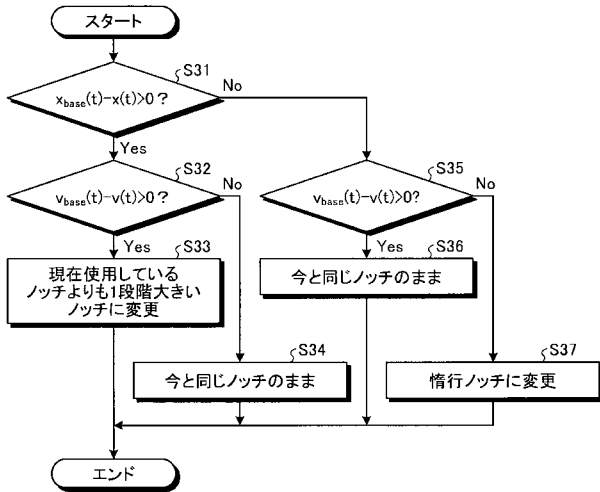 スタート
S31
x_base(t)-x(t)>0？
No
Yes
S32
v_base(t)-v(t)>0？
No
Yes
S35
v_base(t)-v(t)>0?
No
Yes
S33
現在使用している
ノッチよりも1段階大きい
ノッチに変更
S36
今と同じノッチのまま
S34
今と同じノッチのまま
S37
惰行ノッチに変更
エンド